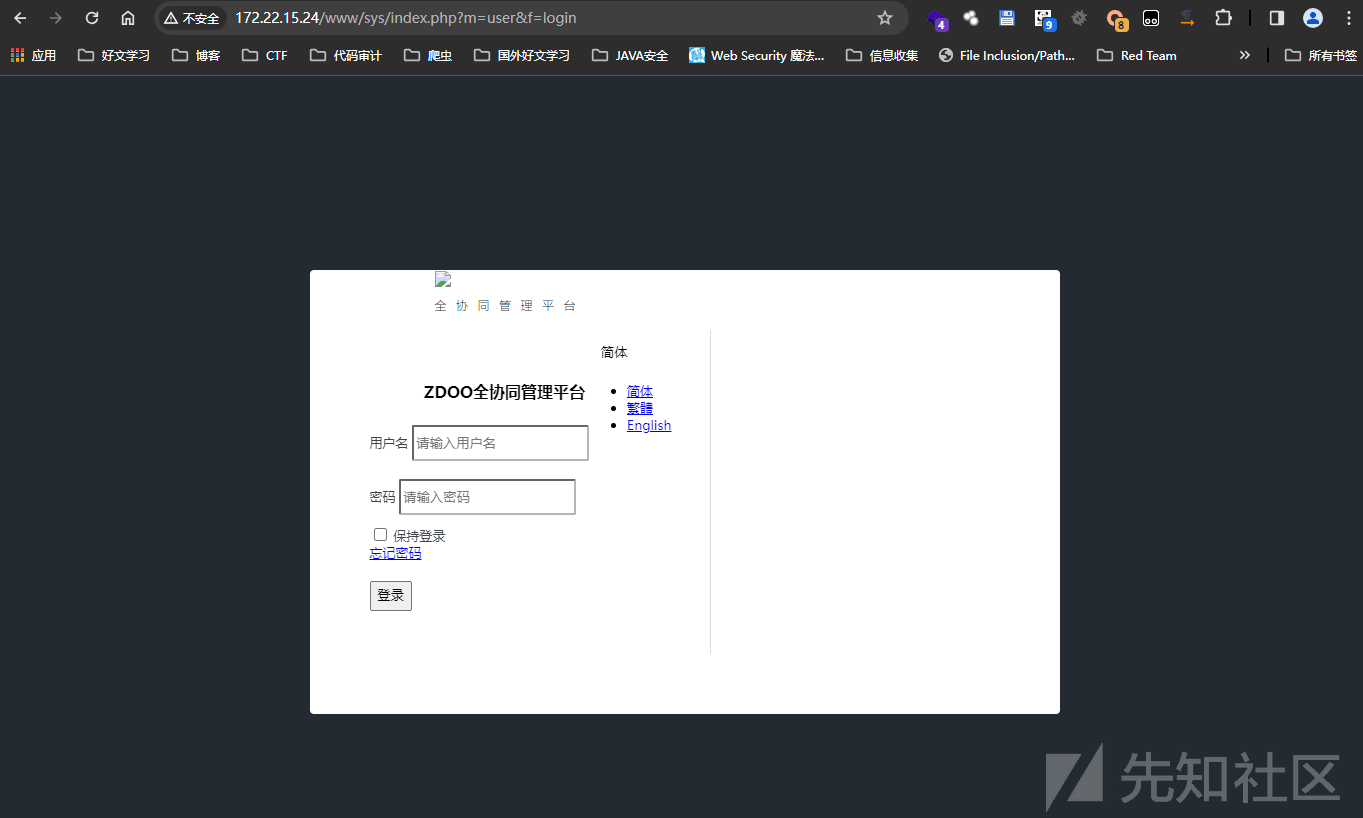 不安全 172.22.15.24/www/sys/index.php?m=user&f=login 4 9 8
应用 好文学习 博客 CTF 代码审计 爬虫 国外好文学习 JAVA安全 Web Security 魔法... 信息收集 File Inclusion/Path... Red Team » 所有书签
全协同管理平台
简体
ZDOO全协同管理平台
简体
繁體
English
用户名 请输入用户名
密码 请输入密码
保持登录
忘记密码
登录
先知社区